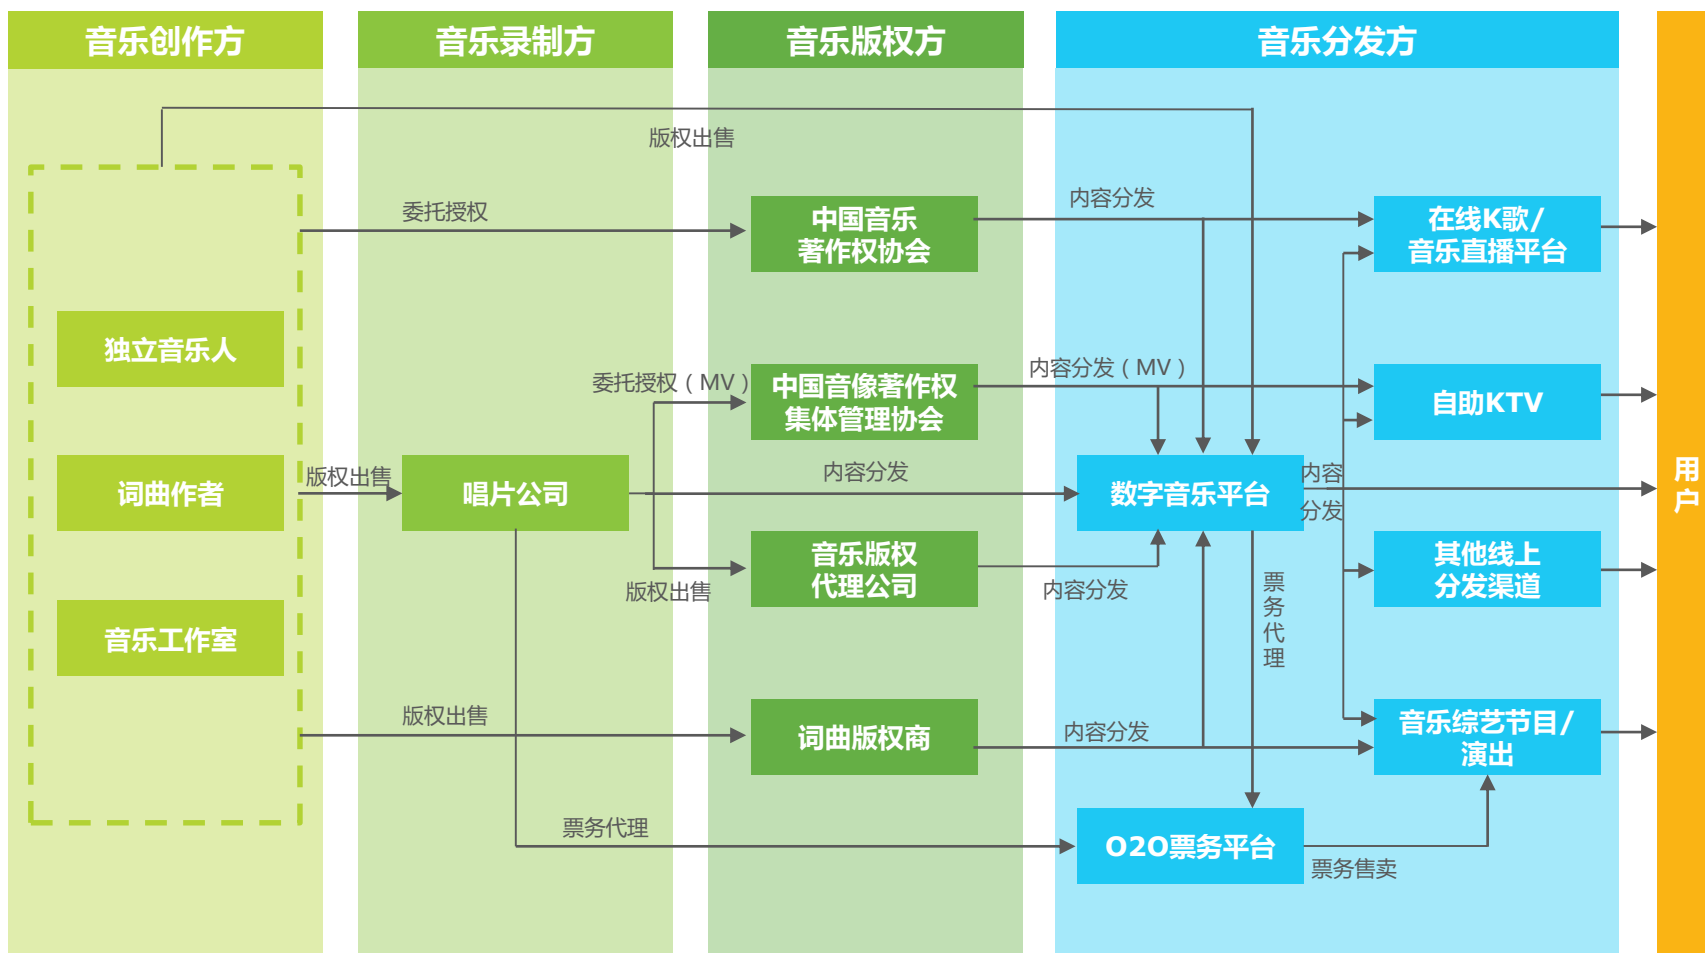 音乐创作方
音乐录制方
音乐版权方
音乐分发方
版权出售
委托授权
中国音乐
著作权协会
内容分发
在线K歌/
音乐直播平台
独立音乐人
委托授权（MV）
中国音像著作权
集体管理协会
内容分发（MV）
自助KTV
词曲作者
版权出售
唱片公司
内容分发
数字音乐平台
内容
分发
用
户
音乐版权
代理公司
版权出售
内容分发
票
务
代
理
其他线上
分发渠道
音乐工作室
版权出售
词曲版权商
内容分发
音乐综艺节目/
演出
票务代理
O2O票务平台
票务售卖